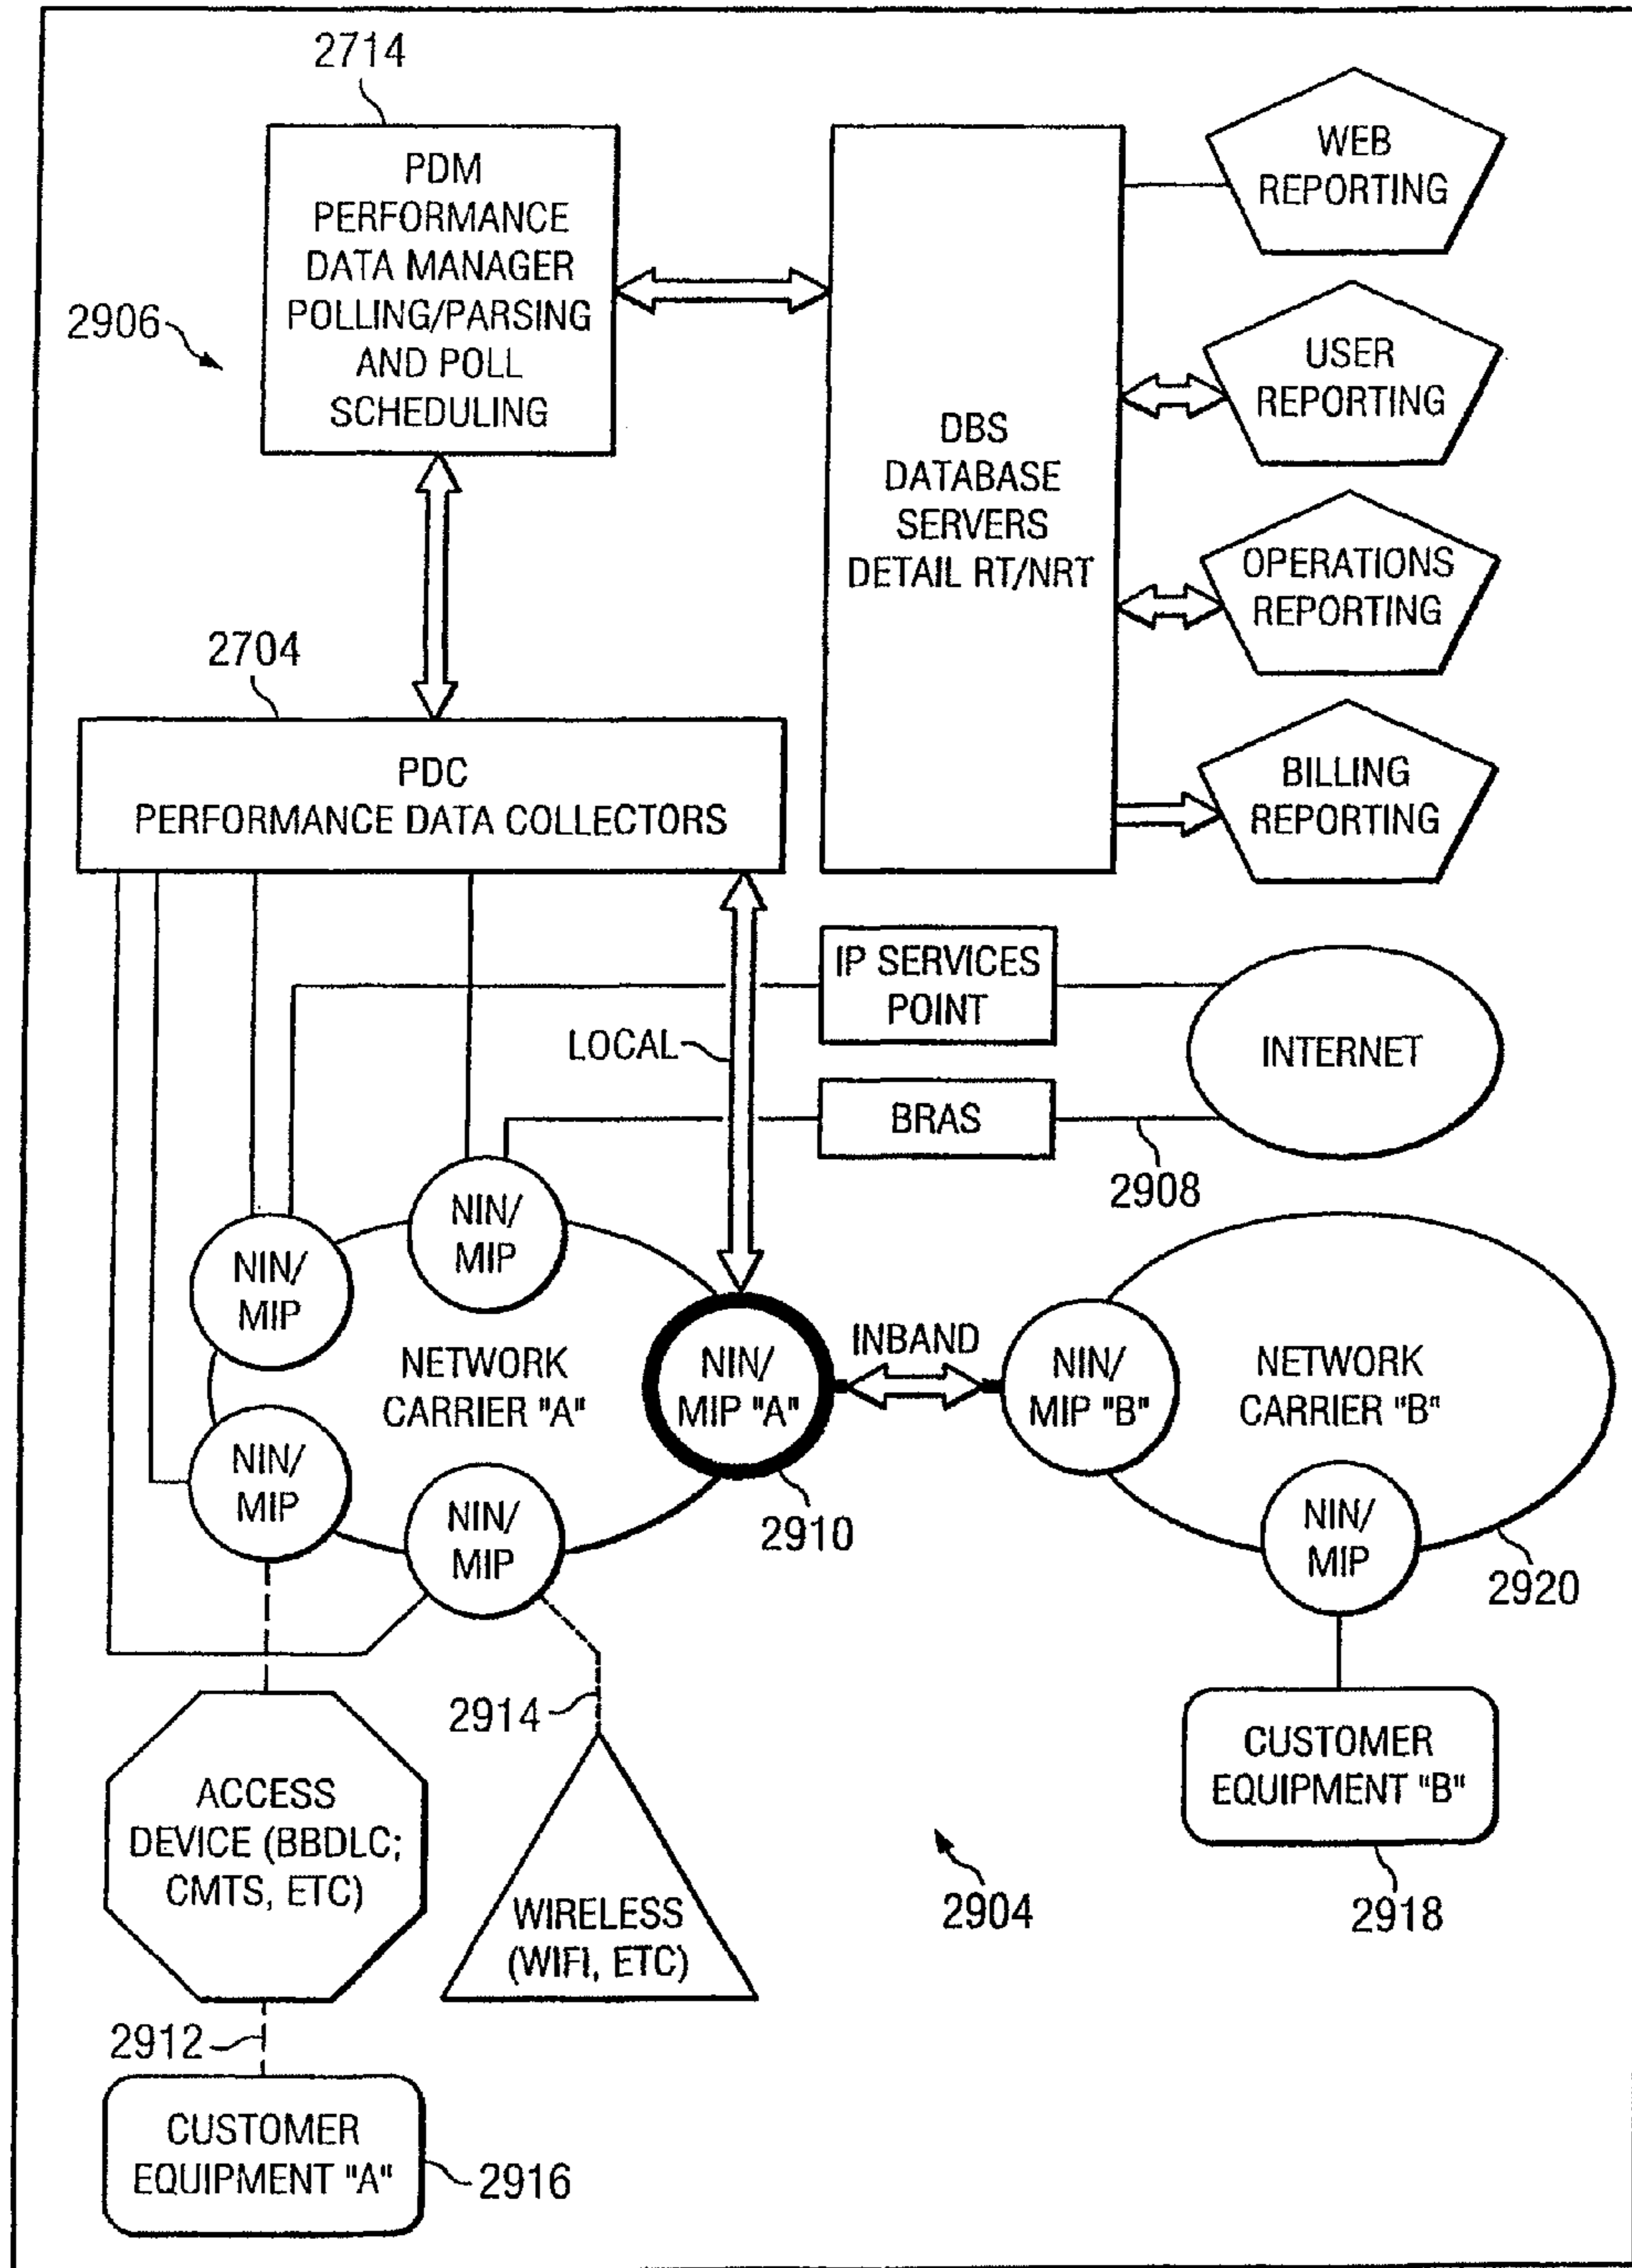 2714
PDM
PERFORMANCE
DATA MANAGER
POLLING/PARSING
AND POLL
SCHEDULING
2906
DBS
DATABASE
SERVERS
DETAIL RT/NRT
WEB
REPORTING
USER
REPORTING
OPERATIONS
REPORTING
BILLING
REPORTING
2704
PDC
PERFORMANCE DATA COLLECTORS
IP SERVICES
POINT
LOCAL
INTERNET
BRAS
2908
NIN/
MIP
NIN/
MIP
NETWORK
CARRIER "A"
NIN/
MIP "A"
INBAND
NIN/
MIP "B"
NETWORK
CARRIER "B"
NIN/
MIP
NIN/
MIP
2910
NIN/
MIP
2920
2914
ACCESS
DEVICE (BBDLC;
CMTS, ETC)
WIRELESS
(WIFI, ETC)
CUSTOMER
EQUIPMENT "B"
2904
2918
2912
CUSTOMER
EQUIPMENT "A"
2916